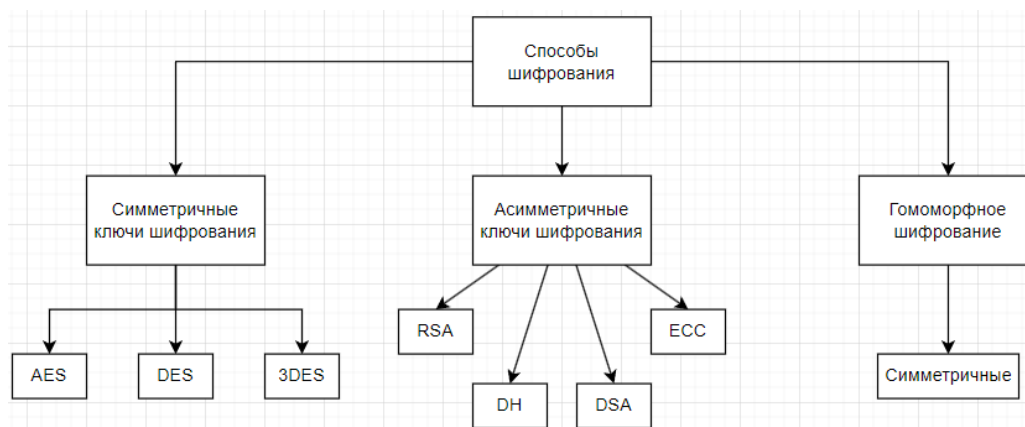 Способы
шифрования
Симметричные
ключи шифрования
Асимметричные
ключи шифрования
Гомоморфное
шифрование
RSA
ECC
AES
DES
3DES
Симметричные
DH
DSA